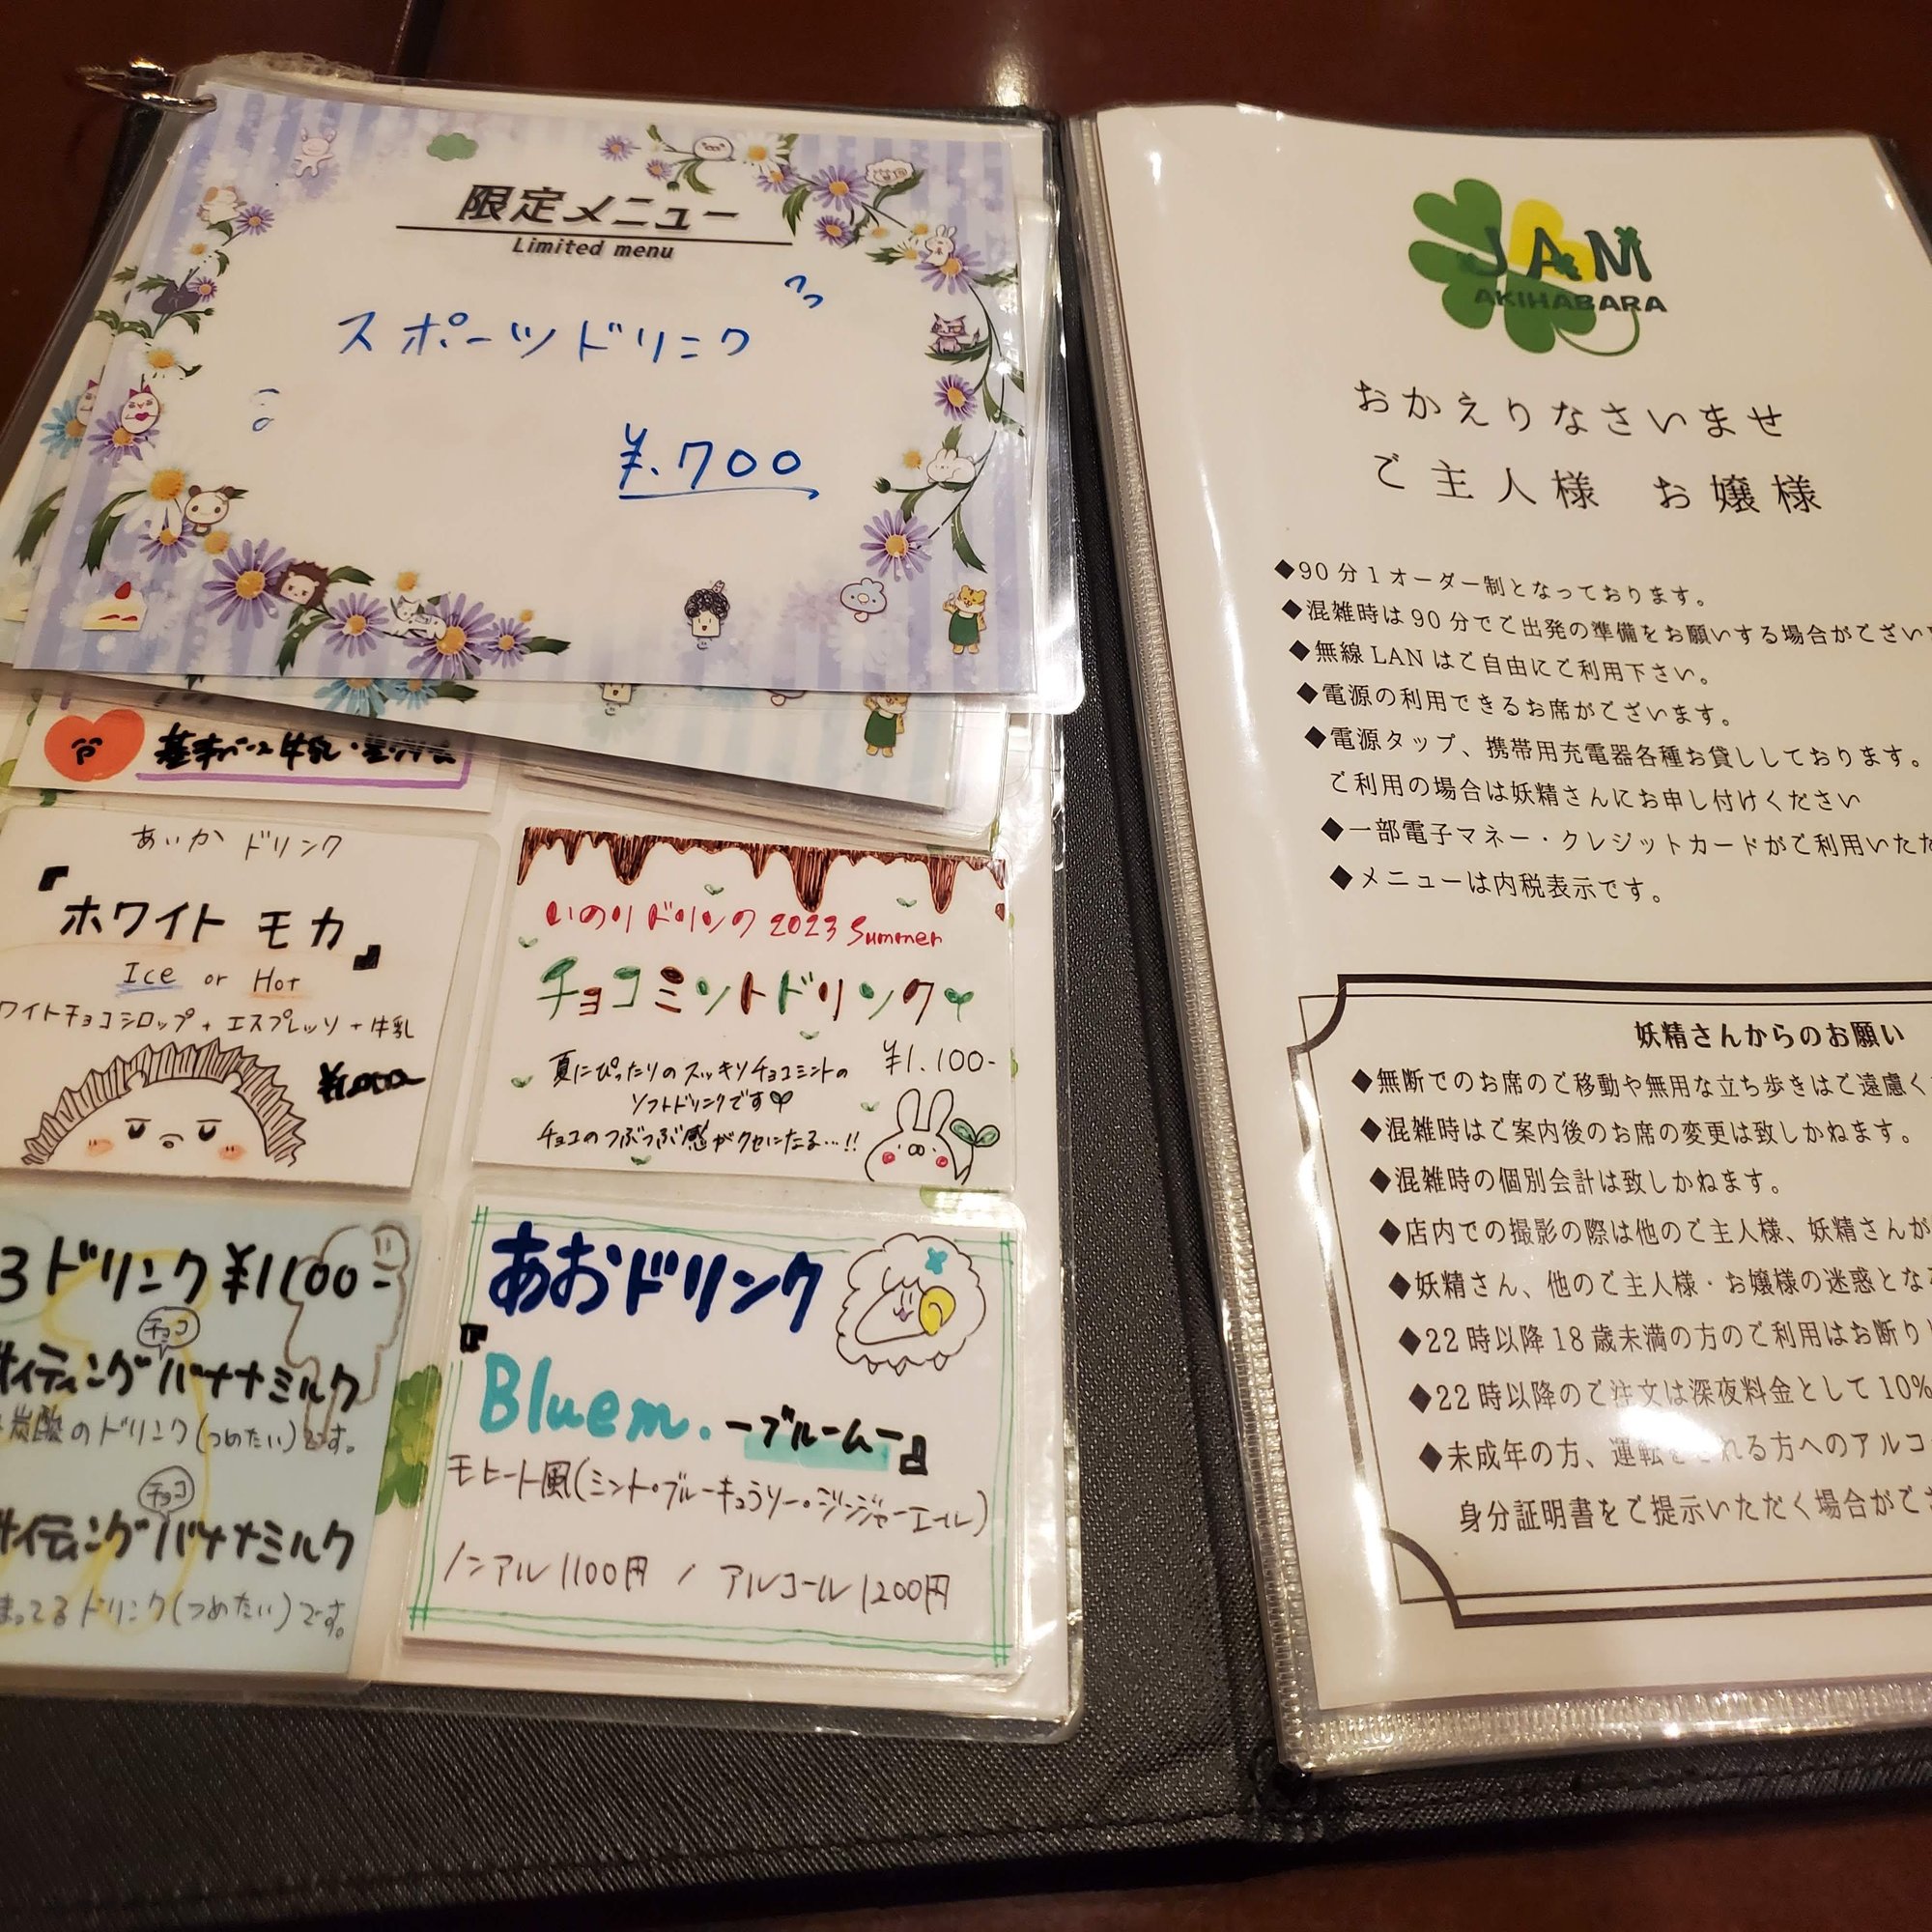 限定メニュー
Limited menu
スポーツドリンク
¥.700
あいか ドリンク
『ホワイト モカ』
Ice or Hot
ワイトチョコシロップ + エスプレッソ + 牛乳
¥1,000-
いのりドリンク 2023 Summer
チョコミントドリンク
夏にぴったりのスッキリチョコミントの
¥1.100-
ソフトドリンクです
チョコのつぶつぶ感がクセになる…!!
ドリンク ¥1100-
チョコ
イティングバナナミルク
炭酸のドリンク(つめたい)です。
チョコ
イティングバナナミルク
まってるドリンク(つめたい)です。
あおドリンク
『Bluem. -ブルーム-』
モヒート風(ミント・ブルーキュラソー・ジンジャーエール)
ノンアル1100円 / アルコール1200円
JAM
AKIHABARA
おかえりなさいませ
ご主人様 お嬢様
◆90分1オーダー制となっております。
◆混雑時は90分でご出発の準備をお願いする場合がござい
◆無線LANはご自由にご利用下さい。
◆電源の利用できるお席がございます。
◆電源タップ、携帯用充電器各種お貸ししております。
ご利用の場合は妖精さんにお申し付けください
◆一部電子マネー・クレジットカードがご利用いただ
◆メニューは内税表示です。
妖精さんからのお願い
◆無断でのお席のご移動や無用な立ち歩きはご遠慮く
◆混雑時はご案内後のお席の変更は致しかねます。
◆混雑時の個別会計は致しかねます。
◆店内での撮影の際は他のご主人様、妖精さんが
◆妖精さん、他のご主人様・お嬢様の迷惑とな
◆22時以降18歳未満の方のご利用はお断り
◆22時以降のご注文は深夜料金として10%
◆未成年の方、運転をされる方へのアルコ
身分証明書をご提示いただく場合がご